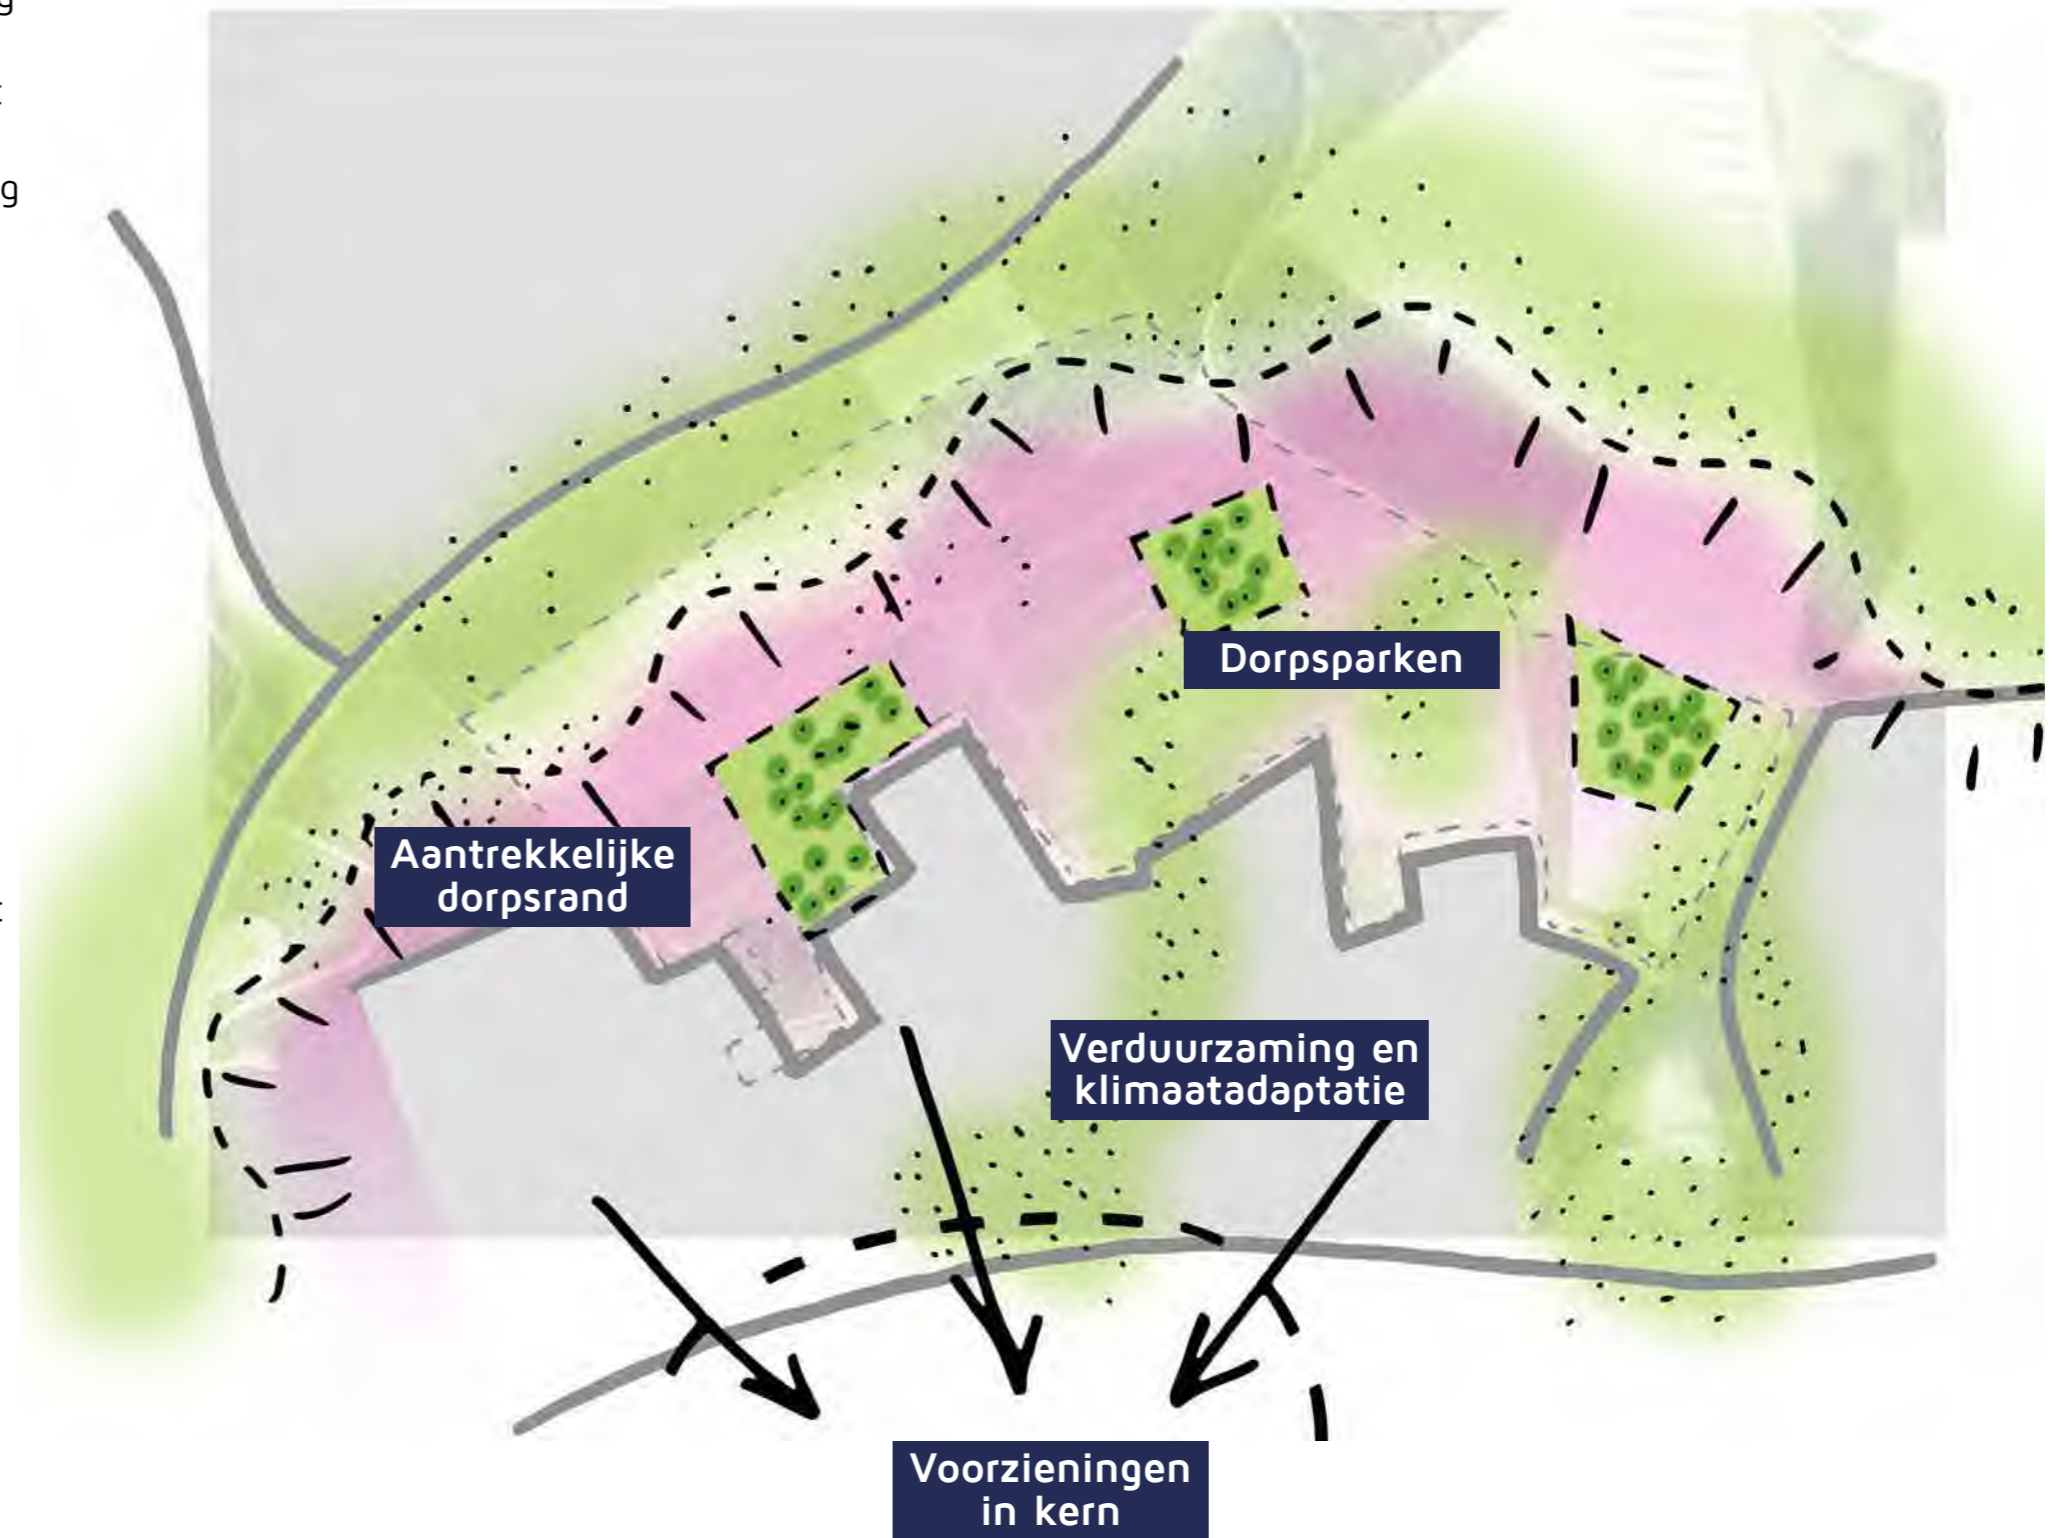 g
g
Dorpsparken
Aantrekkelijke
dorpsrand
Verduurzaming en
klimaatadaptatie
Voorzieningen
in kern